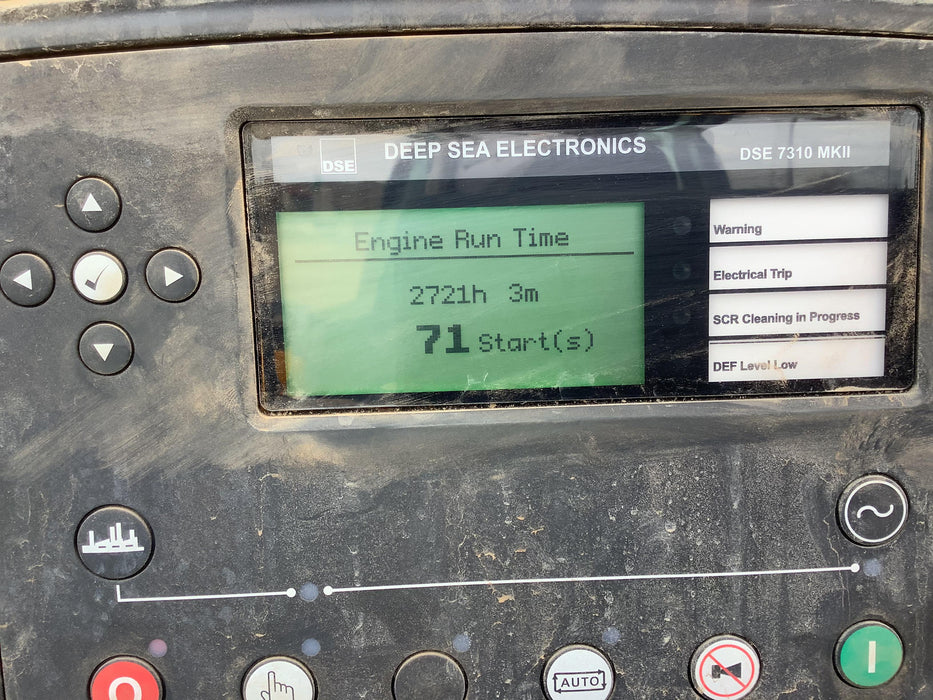 DSE
DEEP SEA ELECTRONICS
DSE 7310 MKII
Engine Run Time
2721h 3m
71 Start(s)
Warning
Electrical Trip
SCR Cleaning in Progress
DEF Level Low
AUTO